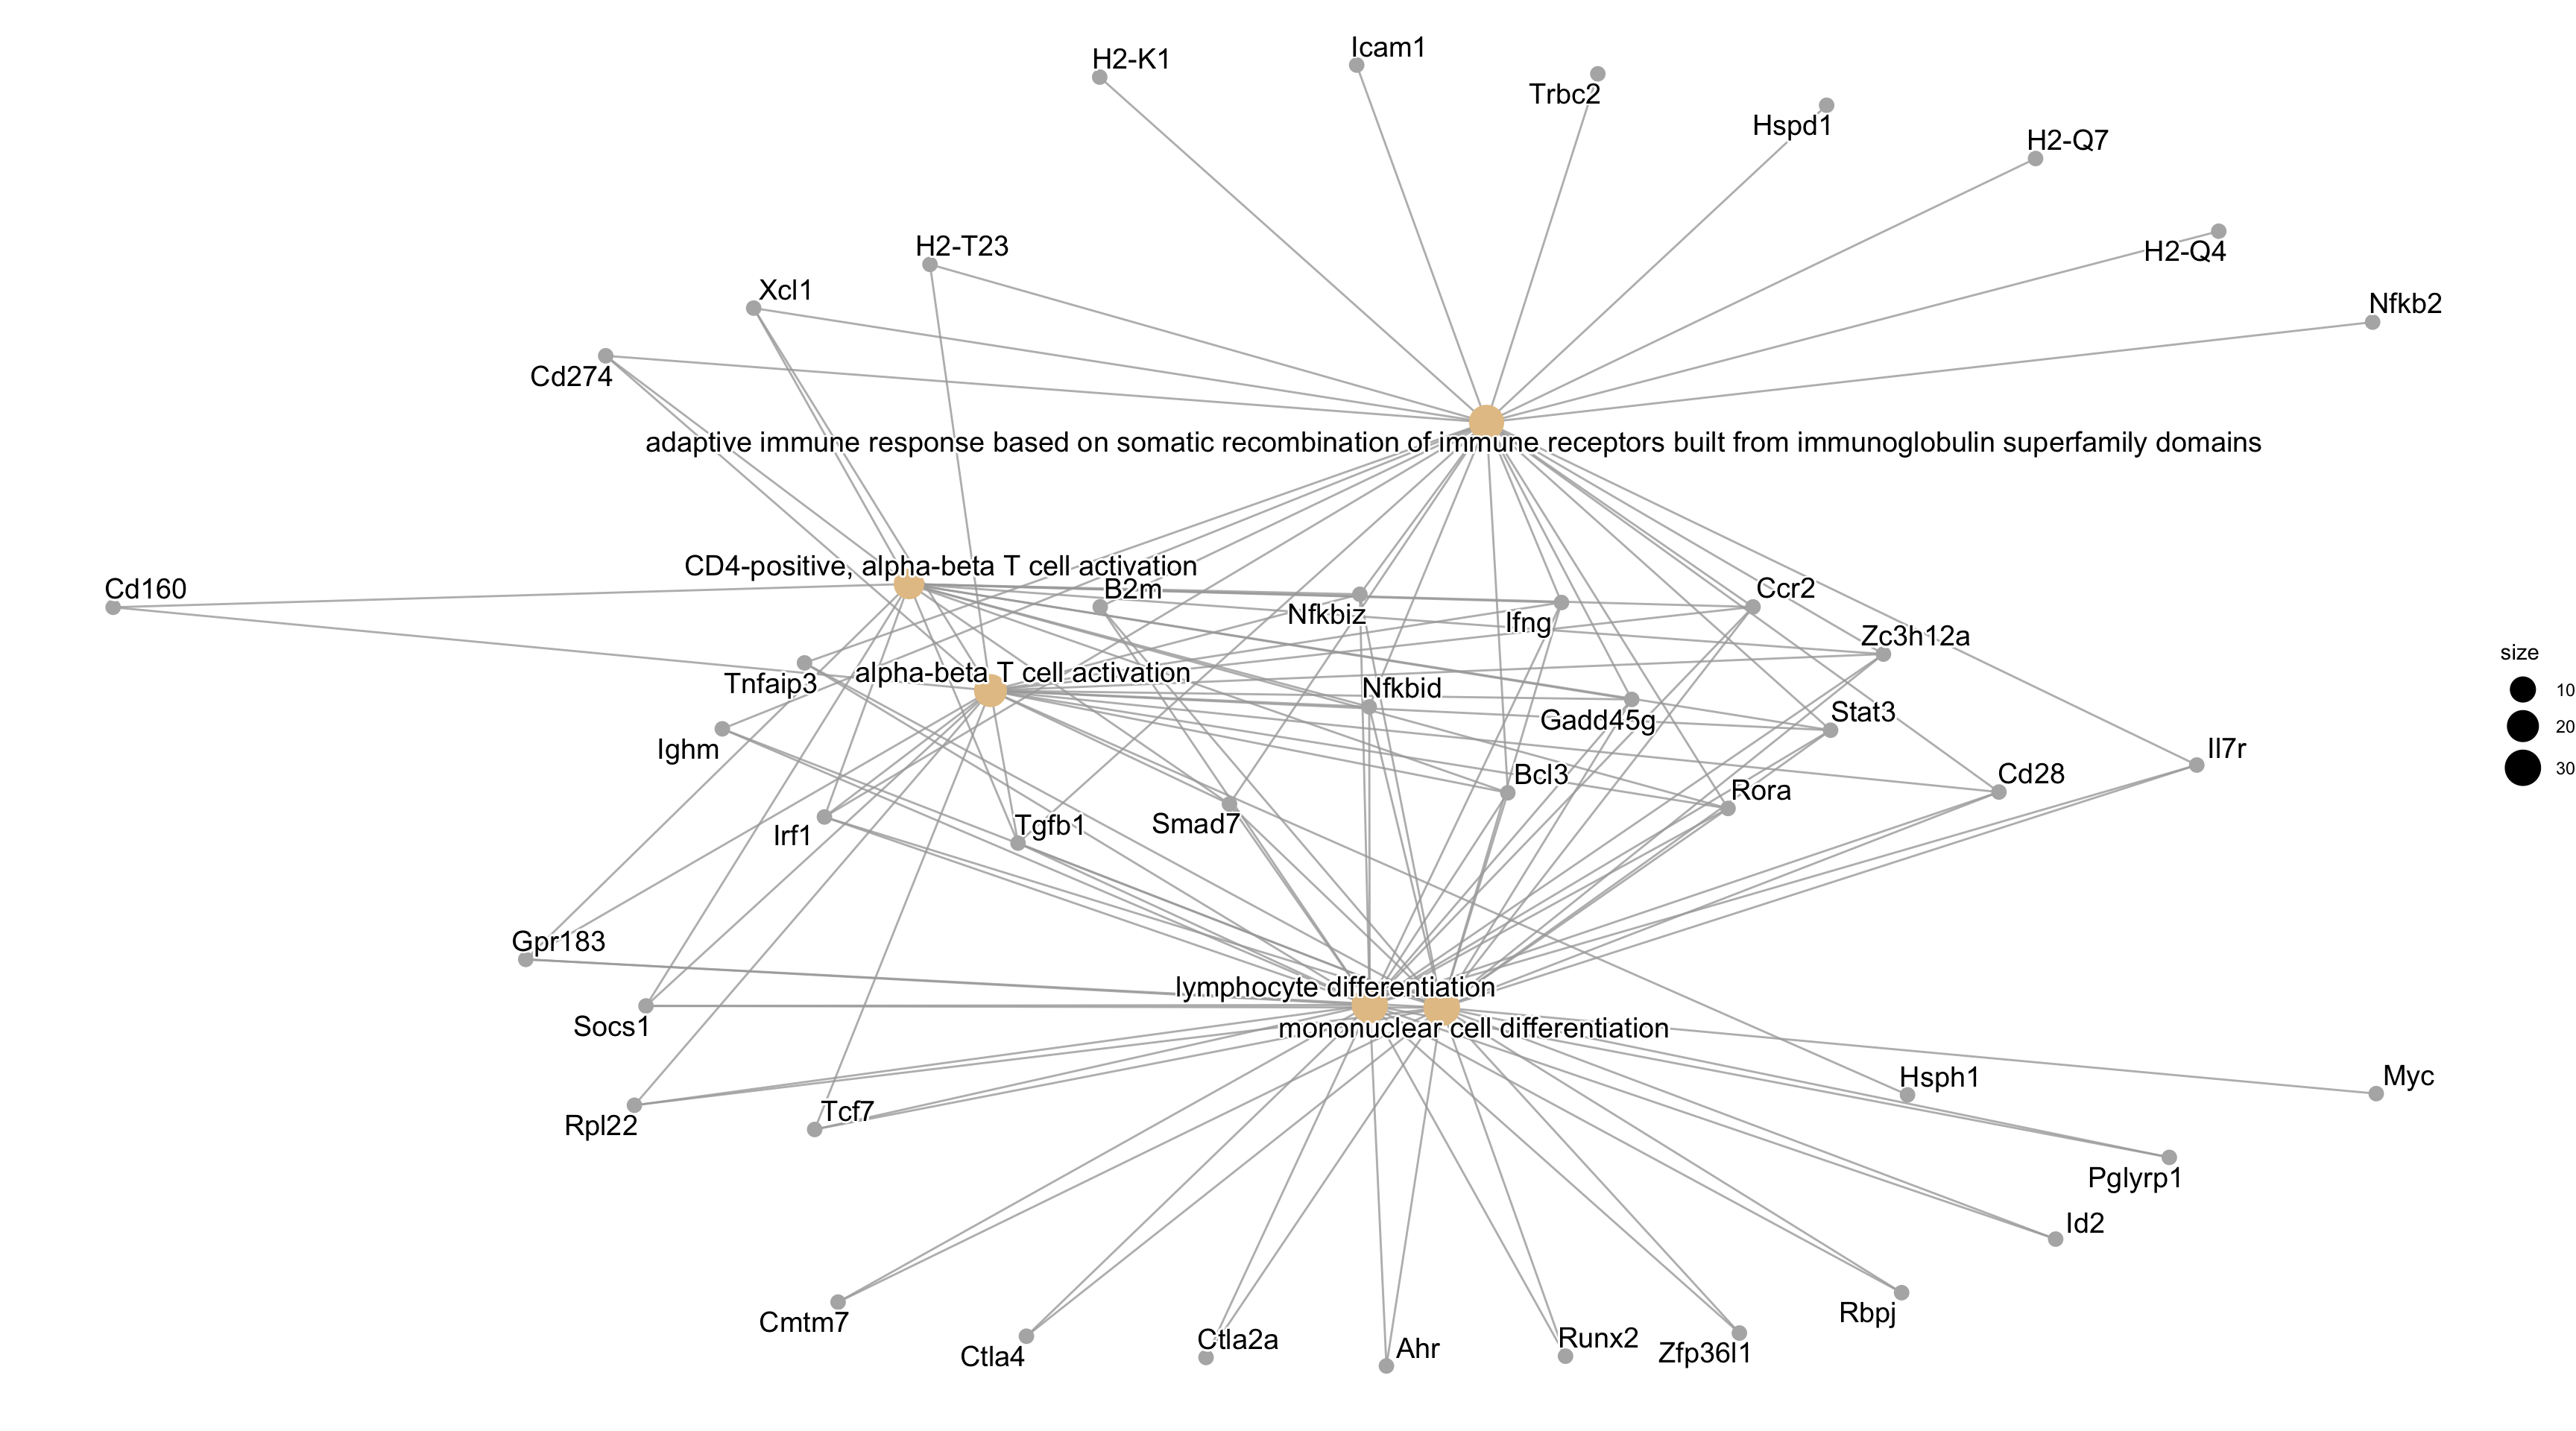 Icam1
H2-K1
Trbc2
Hspd1
H2-Q7
H2-T23
H2-Q4
Xcl1
Nfkb2
Cd274
adaptive immune response based on somatic recombination of immune receptors built from immunoglobulin superfamily domains
CD4-positive, alpha-beta T cell activation
Cd160
B2m
Ccr2
Nfkbiz
Ifng
Zc3h12a
size
alpha-beta T cell activation
Tnfaip3
Nfkbid
10
Stat3
Gadd45g
20
Ighm
Il7r
30
Bcl3
Cd28
Rora
Tgfb1
Smad7
Irf1
Gpr183
lymphocyte differentiation
Socs1
mononuclear cell differentiation
Myc
Hsph1
Tcf7
Rpl22
Pglyrp1
Id2
Rbpj
Cmtm7
Runx2
Ctla2a
Ahr
Zfp36l1
Ctla4